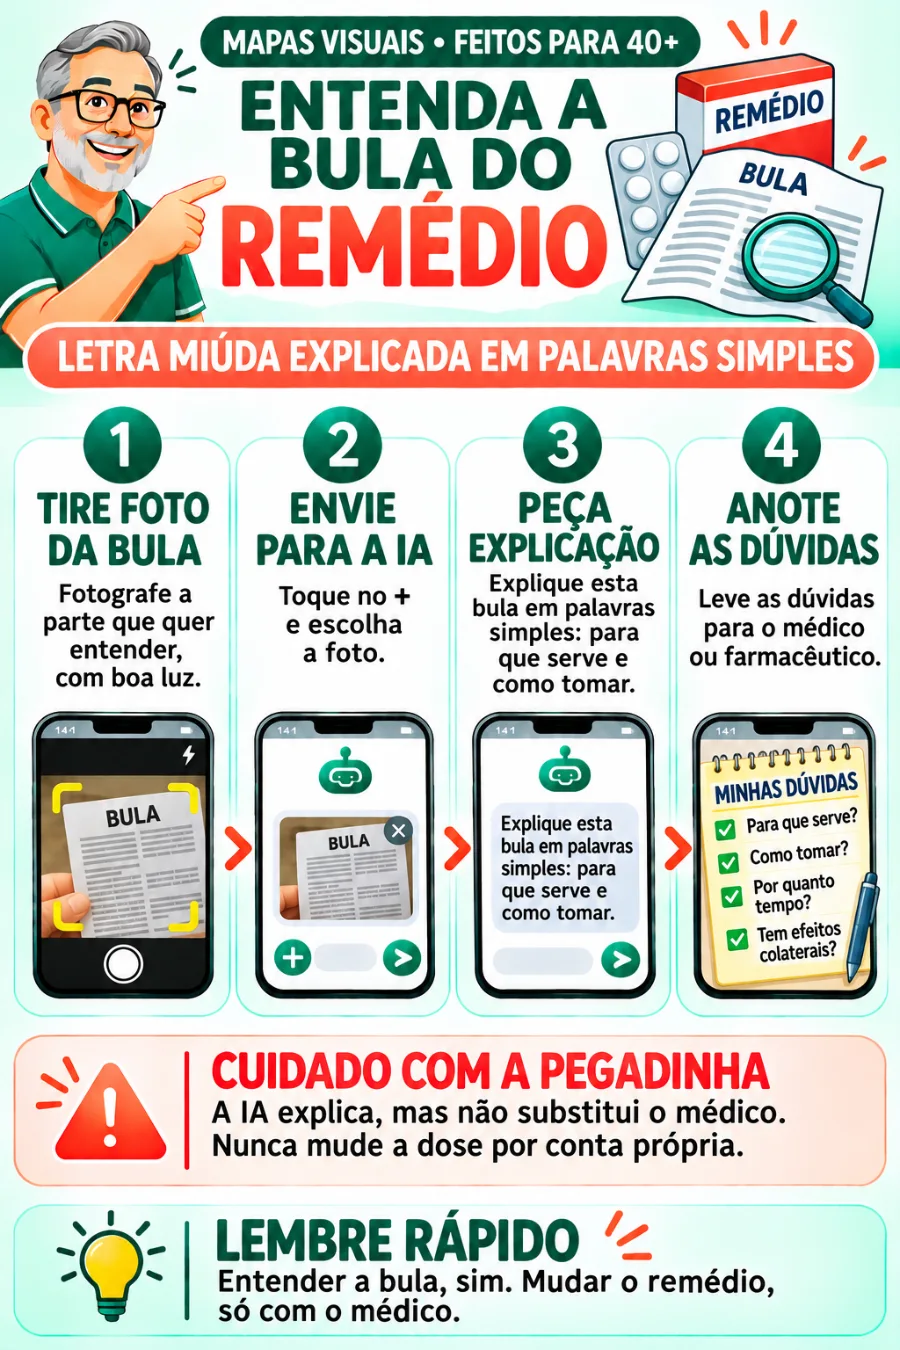 MAPAS VISUAIS • FEITOS PARA 40+
ENTENDA A
BULA DO
REMÉDIO
REMÉDIO
BULA
LETRA MIÚDA EXPLICADA EM PALAVRAS SIMPLES
1
TIRE FOTO
DA BULA
Fotografe a
parte que quer
entender,
com boa luz.
141
BULA
2
ENVIE
PARA A IA
Toque no +
e escolha
a foto.
141
BULA
3
PEÇA
EXPLICAÇÃO
Explique esta
bula em palavras
simples: para
que serve e
como tomar.
141
Explique esta
bula em palavras
simples: para
que serve e
como tomar.
4
ANOTE
AS DÚVIDAS
Leve as dúvidas
para o médico
ou farmacêutico.
141
MINHAS DÚVIDAS
Para que serve?
Como tomar?
Por quanto
tempo?
Tem efeitos
colaterais?
CUIDADO COM A PEGADINHA
A IA explica, mas não substitui o médico.
Nunca mude a dose por conta própria.
LEMBRE RÁPIDO
Entender a bula, sim. Mudar o remédio,
só com o médico.